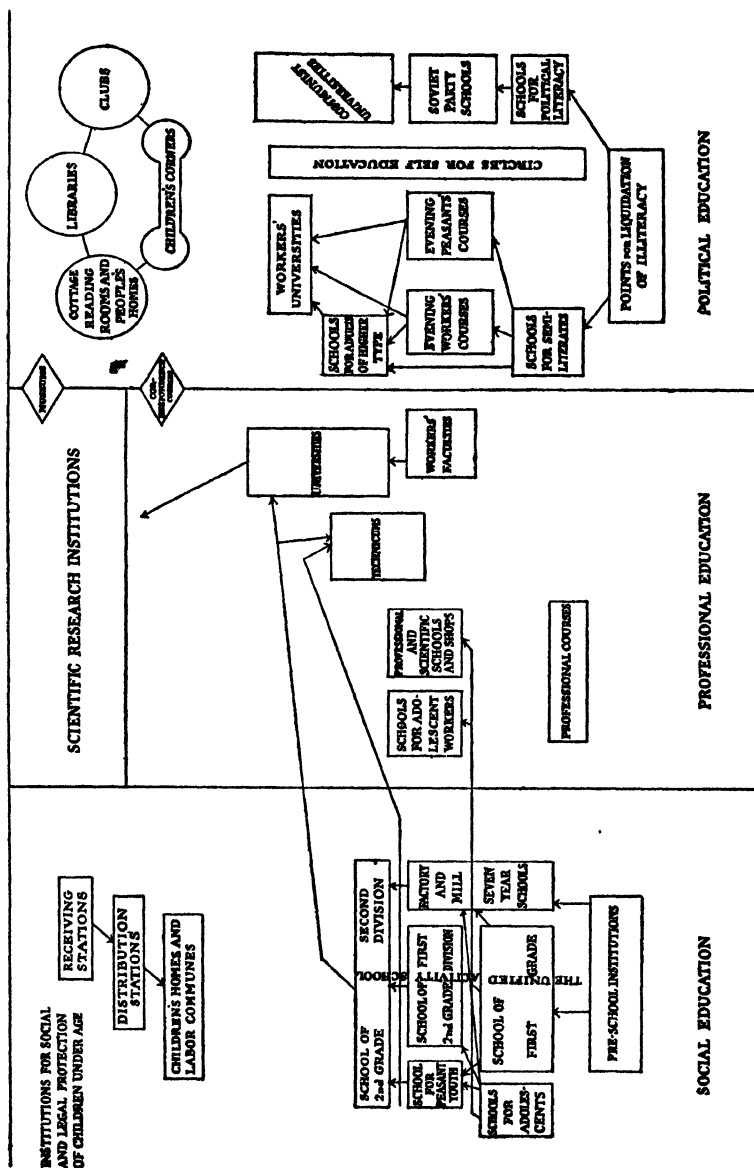 INSTITUTIONS FOR SOCIAL
AND LEGAL PROTECTION
OF CHILDREN UNDER AGE
RECEIVING
STATIONS
DISTRIBUTION
STATIONS
CHILDREN'S HOMES AND
LABOR COMMUNES
SCHOOL OF SECOND
2nd GRADE DIVISION
SCHOOL
FOR
PEASANT
YOUTH
SCHOOL OF FIRST
2nd GRADE DIVISION
FACTORY
AND
MILL
SEVEN
YEAR
SCHOOLS
THE UNIFIED ACTIVITY SCHOOL
SCHOOL OF
FIRST GRADE
SCHOOLS
FOR
ADOLES-
CENTS
PRE-SCHOOL INSTITUTIONS
SOCIAL EDUCATION
SCIENTIFIC RESEARCH INSTITUTIONS
UNIVERSITIES
TECHNICUMS
WORKERS'
FACULTIES
SCHOOLS
FOR ADO-
LESCENT
WORKERS
PROFESSIONAL
AND
SCIENTIFIC
SCHOOLS
AND SHOPS
PROFESSIONAL COURSES
PROFESSIONAL EDUCATION
COTTAGE
READING
ROOMS AND
PEOPLE'S
HOMES
LIBRARIES
CLUBS
CHILDREN'S CORNERS
WORKERS'
UNIVERSITIES
SCHOOLS
FOR ADULTS
OF HIGHER
TYPE
EVENING
WORKERS'
COURSES
EVENING
PEASANTS'
COURSES
SCHOOLS
FOR SEMI-
LITERATES
CIRCLES FOR SELF EDUCATION
COMMUNIST
UNIVERSITIES
SOVIET
PARTY
SCHOOLS
SCHOOLS
FOR
POLITICAL
LITERACY
POINTS FOR LIQUIDATION
OF ILLITERACY
POLITICAL EDUCATION